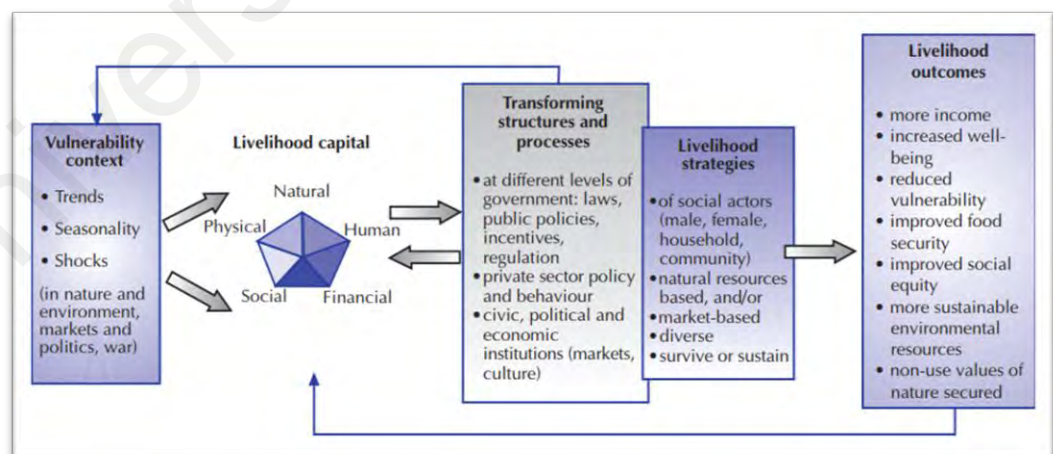 Vulnerability
context
• Trends
• Seasonality
• Shocks
(in nature and
environment,
markets and
politics, war)
Livelihood capital
Natural
Physical
Human
Social
Financial
Transforming
structures and
processes
• at different levels of
government: laws,
public policies,
incentives,
regulation
• private sector policy
and behaviour
• civic, political and
economic
institutions (markets,
culture)
Livelihood
strategies
• of social actors
(male, female,
household,
community)
• natural resources
based, and/or
• market-based
• diverse
• survive or sustain
Livelihood
outcomes
• more income
• increased well-
being
• reduced
vulnerability
• improved food
security
• improved social
equity
• more sustainable
environmental
resources
• non-use values of
nature secured